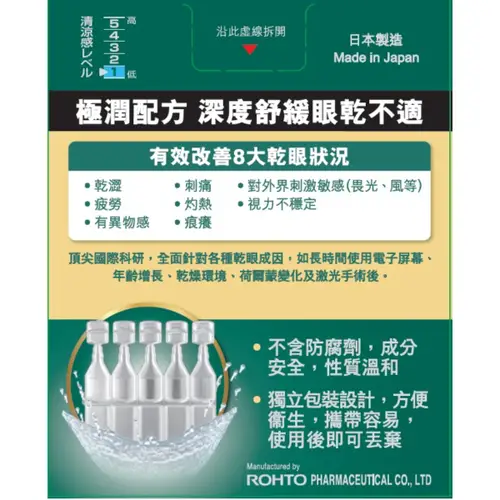 清涼感レベル
高
5
4
3
2
1 低
沿此虛線拆開
日本製造
Made in Japan
極潤配方 深度舒緩眼乾不適
有效改善8大乾眼狀況
• 乾澀 • 刺痛 • 對外界刺激敏感(畏光、風等)
• 疲勞 • 灼熱 • 視力不穩定
• 有異物感 • 痕癢
頂尖國際科研，全面針對各種乾眼成因，如長時間使用電子屏幕、
年齡增長、乾燥環境、荷爾蒙變化及激光手術後。
• 不含防腐劑，成分
安全，性質溫和
• 獨立包裝設計，方便
衞生，攜帶容易，
使用後即可丟棄
Manufactured by
ROHTO PHARMACEUTICAL CO., LTD